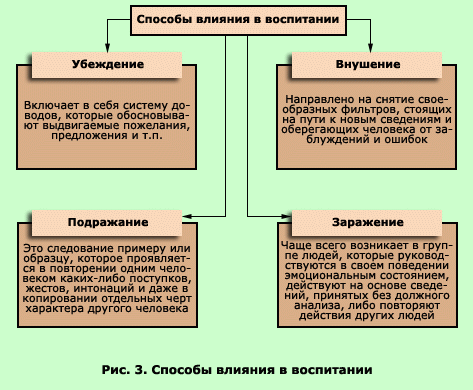 Способы влияния в воспитании
Убеждение
Включает в себя систему до-
водов, которые обосновыва-
ют выдвигаемые пожелания,
предложения и т.п.
Внушение
Направлено на снятие свое-
образных фильтров, стоящих
на пути к новым сведениям и
оберегающих человека от за-
блуждений и ошибок
Подражание
Это следование примеру или
образцу, которое проявляет-
ся в повторении одним чело-
веком каких-либо поступков,
жестов, интонаций и даже в
копировании отдельных черт
характера другого человека
Заражение
Чаще всего возникает в груп-
пе людей, которые руковод-
ствуются в своем поведении
эмоциональным состоянием,
действуют на основе сведе-
ний, принятых без должного
анализа, либо повторяют
действия других людей
Рис. 3. Способы влияния в воспитании